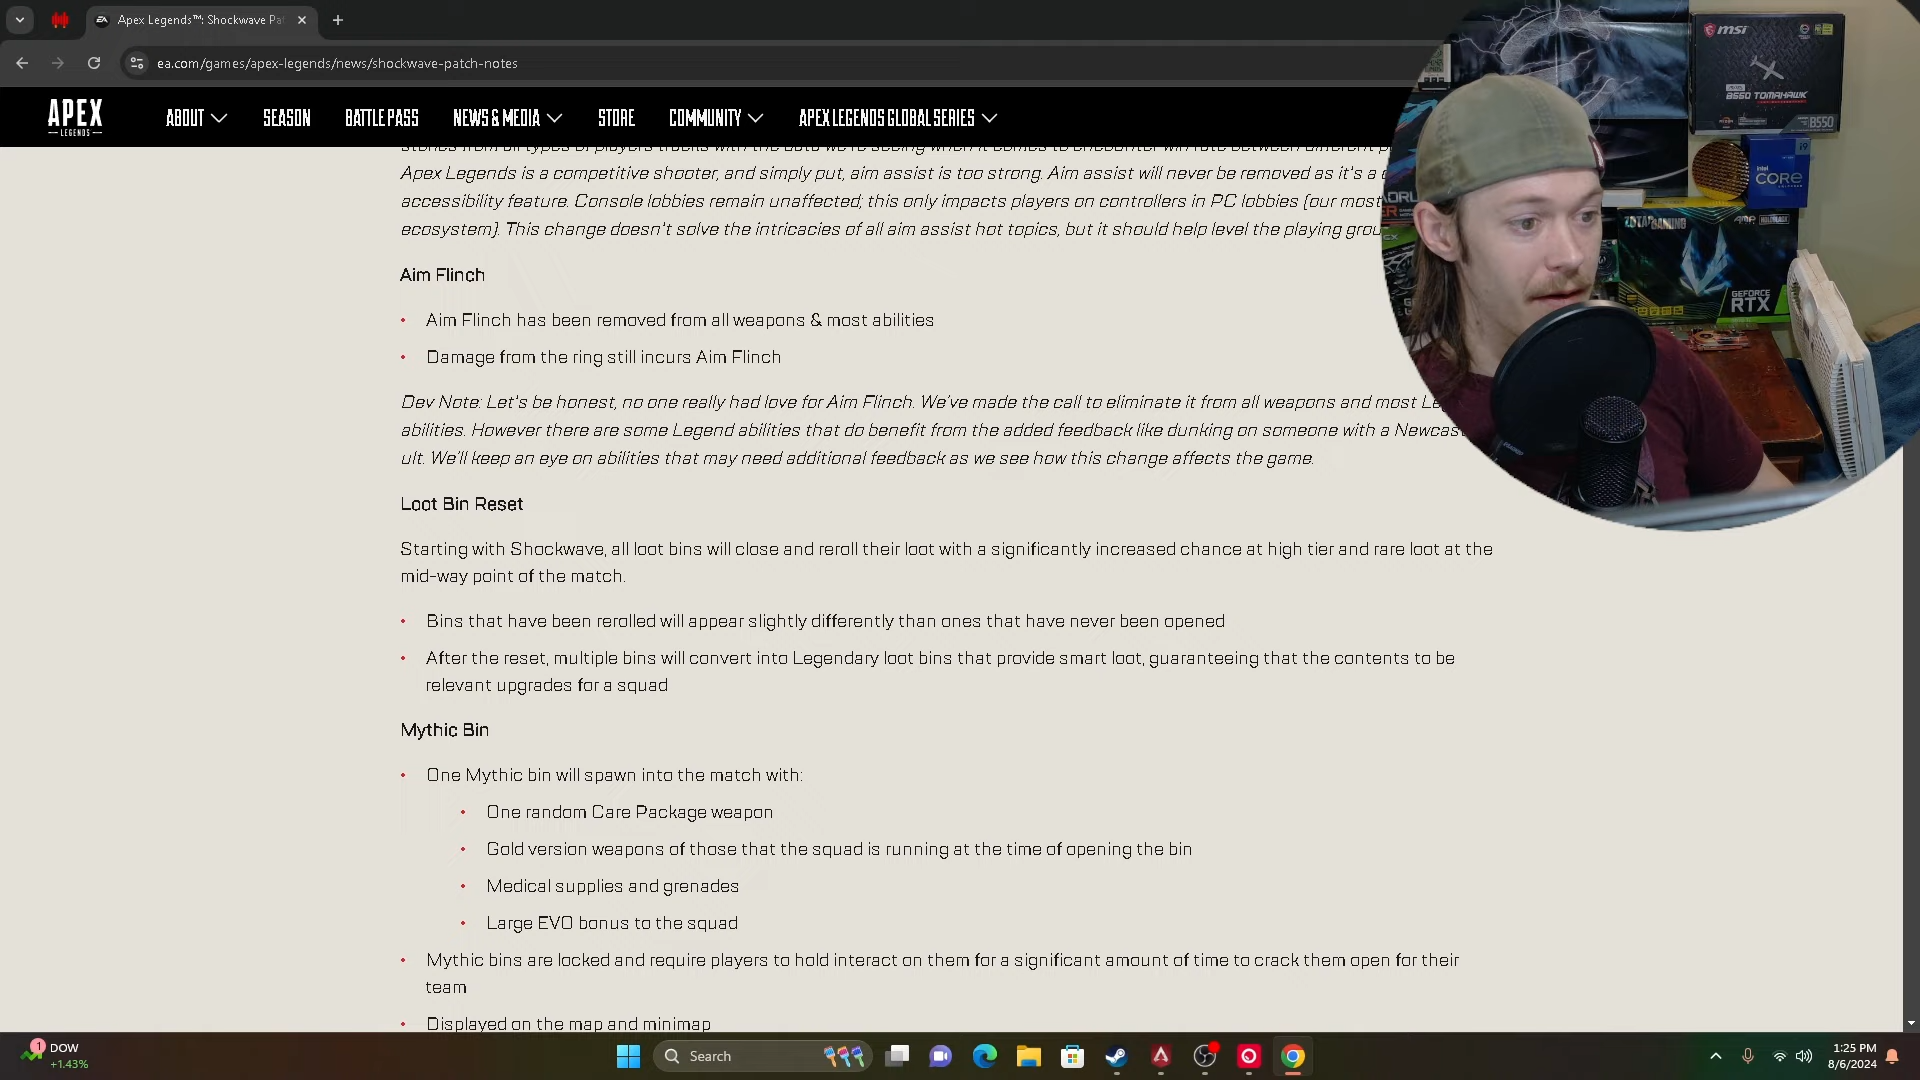 Apex Legends™: Shockwave Pa
ea.com/games/apex-legends/news/shockwave-patch-notes
APEX
LEGENDS
ABOUT SEASON BATTLE PASS NEWS & MEDIA STORE COMMUNITY APEX LEGENDS GLOBAL SERIES
Apex Legends is a competitive shooter, and simply put, aim assist is too strong. Aim assist will never be removed as it's a
accessibility feature. Console lobbies remain unaffected; this only impacts players on controllers in PC lobbies (our most
ecosystem). This change doesn't solve the intricacies of all aim assist hot topics, but it should help level the playing
Aim Flinch
• Aim Flinch has been removed from all weapons & most abilities
• Damage from the ring still incurs Aim Flinch
Dev Note: Let's be honest, no one really had love for Aim Flinch. We've made the call to eliminate it from all weapons and most
abilities. However there are some Legend abilities that do benefit from the added feedback like dunking on someone with a Newcas
ult. We'll keep an eye on abilities that may need additional feedback as we see how this change affects the game.
Loot Bin Reset
Starting with Shockwave, all loot bins will close and reroll their loot with a significantly increased chance at high tier and rare loot at the
mid-way point of the match.
• Bins that have been rerolled will appear slightly differently than ones that have never been opened
• After the reset, multiple bins will convert into Legendary loot bins that provide smart loot, guaranteeing that the contents to be
relevant upgrades for a squad
Mythic Bin
• One Mythic bin will spawn into the match with:
• One random Care Package weapon
• Gold version weapons of those that the squad is running at the time of opening the bin
• Medical supplies and grenades
• Large EVO bonus to the squad
• Mythic bins are locked and require players to hold interact on them for a significant amount of time to crack them open for their
team
• Displayed on the map and minimap
msi
B550 TOMAHAWK
B550
intel
CORE
i9
ZOTAC GAMING
AMP HOLOBLACK
GEFORCE
RTX
1
DOW
+1.43%
Search
1:25 PM
8/6/2024